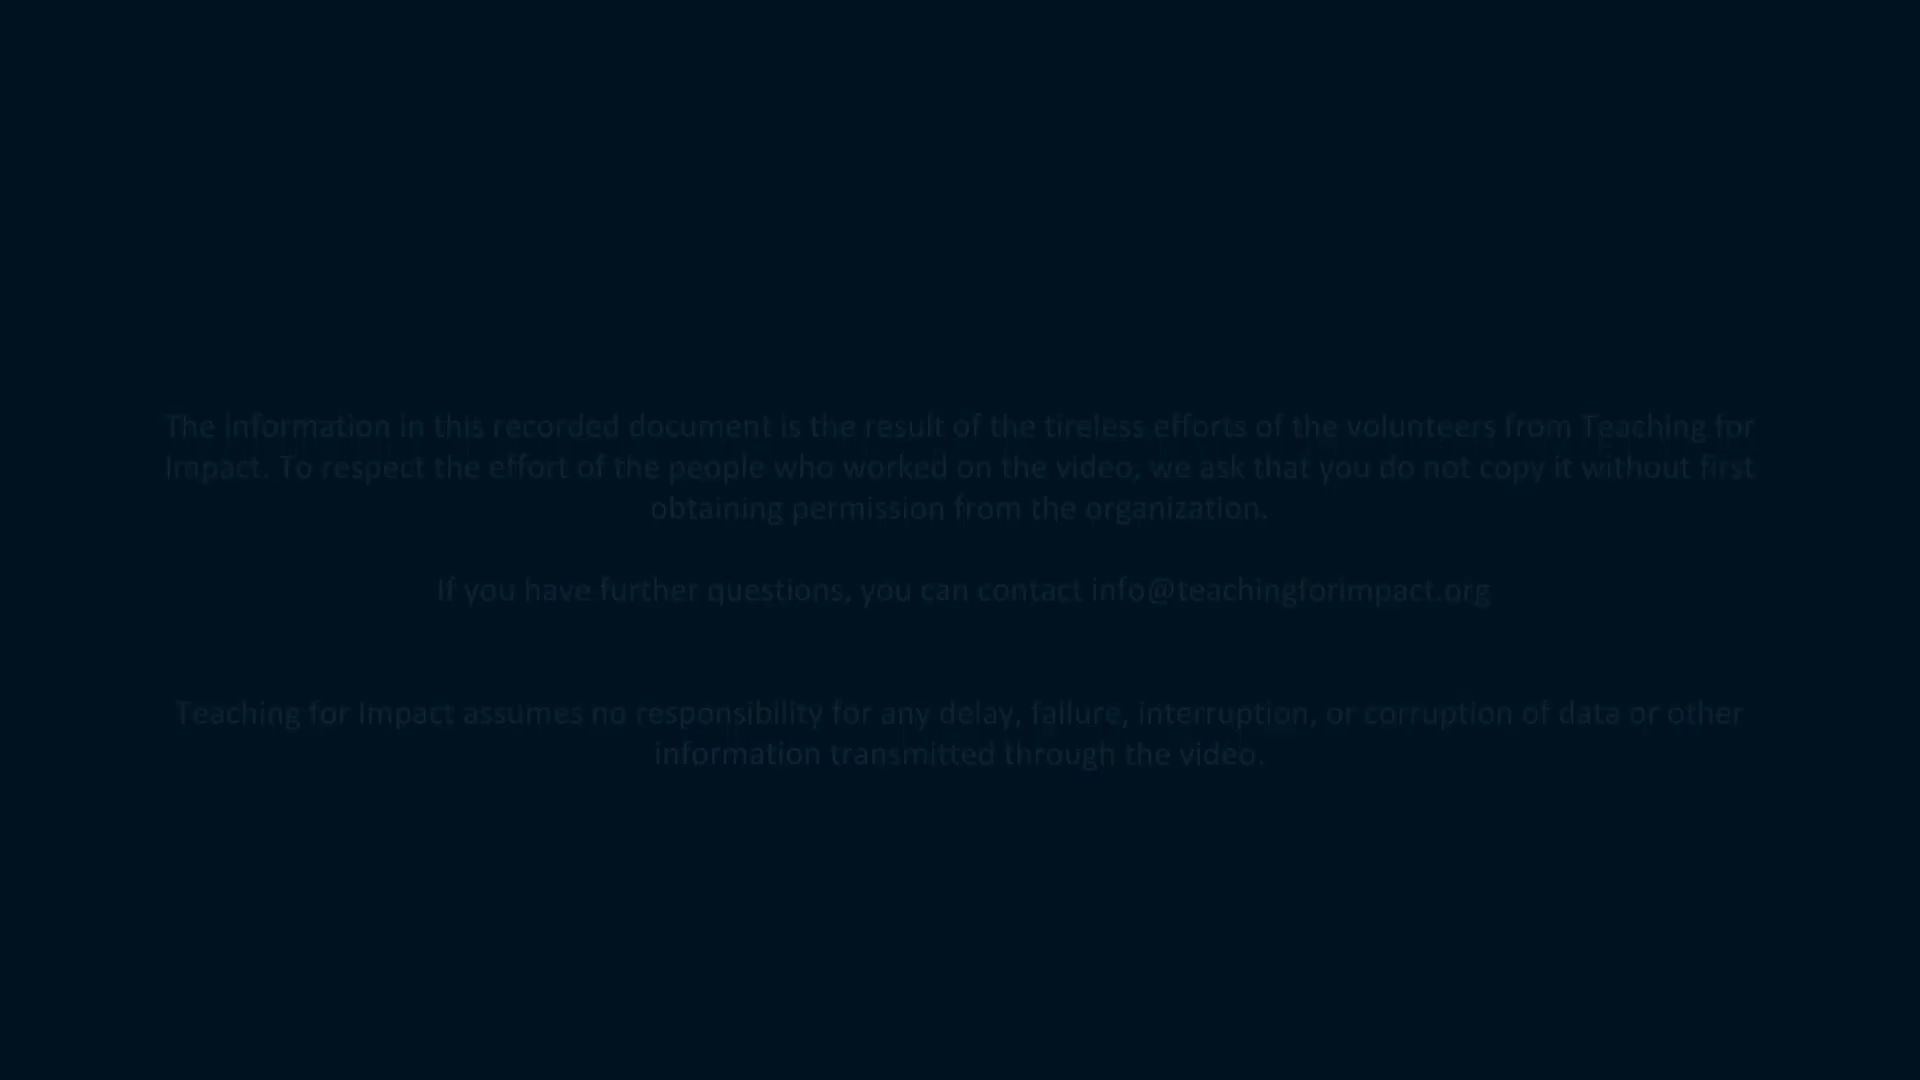 The information in this recorded document is the result of the tireless efforts of the volunteers from Teaching for
Impact. To respect the effort of the people who worked on the video, we ask that you do not copy it without first
obtaining permission from the organization.
If you have further questions, you can contact info@teachingforimpact.org
Teaching for Impact assumes no responsibility for any delay, failure, interruption, or corruption of data or other
information transmitted through the video.